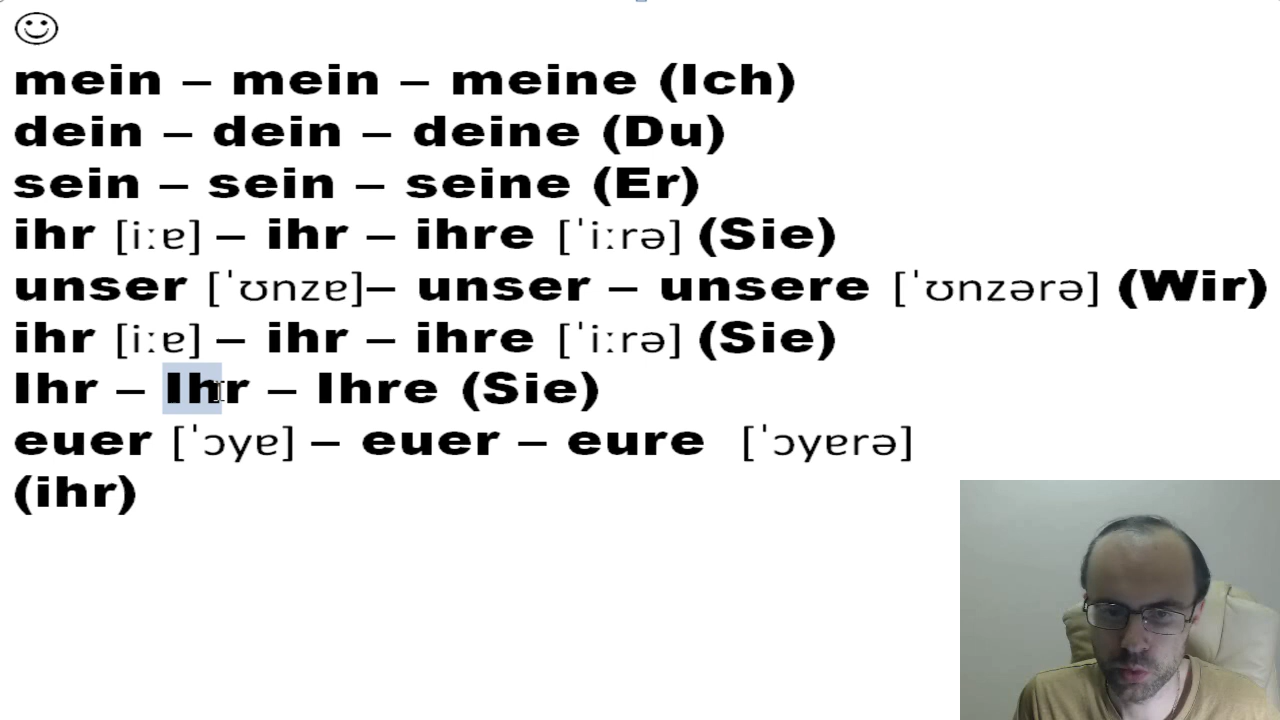 mein – mein – meine (Ich)
dein – dein – deine (Du)
sein – sein – seine (Er)
ihr [iːɐ] – ihr – ihre [ˈiːrə] (Sie)
unser [ˈʊnzɐ]– unser – unsere [ˈʊnzərə] (Wir)
ihr [iːɐ] – ihr – ihre [ˈiːrə] (Sie)
Ihr – Ihr – Ihre (Sie)
euer [ˈɔyɐ] – euer – eure [ˈɔyɐrə]
(ihr)